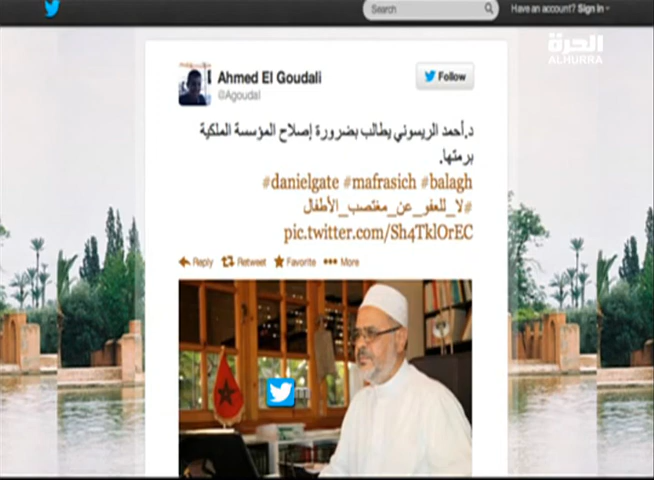 Search
Have an account? Sign in
الحرة
ALHURRA
Ahmed El Goudali
@Agoudal
Follow
د.أحمد الريسوني يطالب بضرورة إصلاح المؤسسة الملكية
برمتها.
#danielgate #mafrasich #balagh
#لا_للعفو_عن_مغتصب_الأطفال
pic.twitter.com/Sh4TklOrEC
Reply Retweet Favorite More